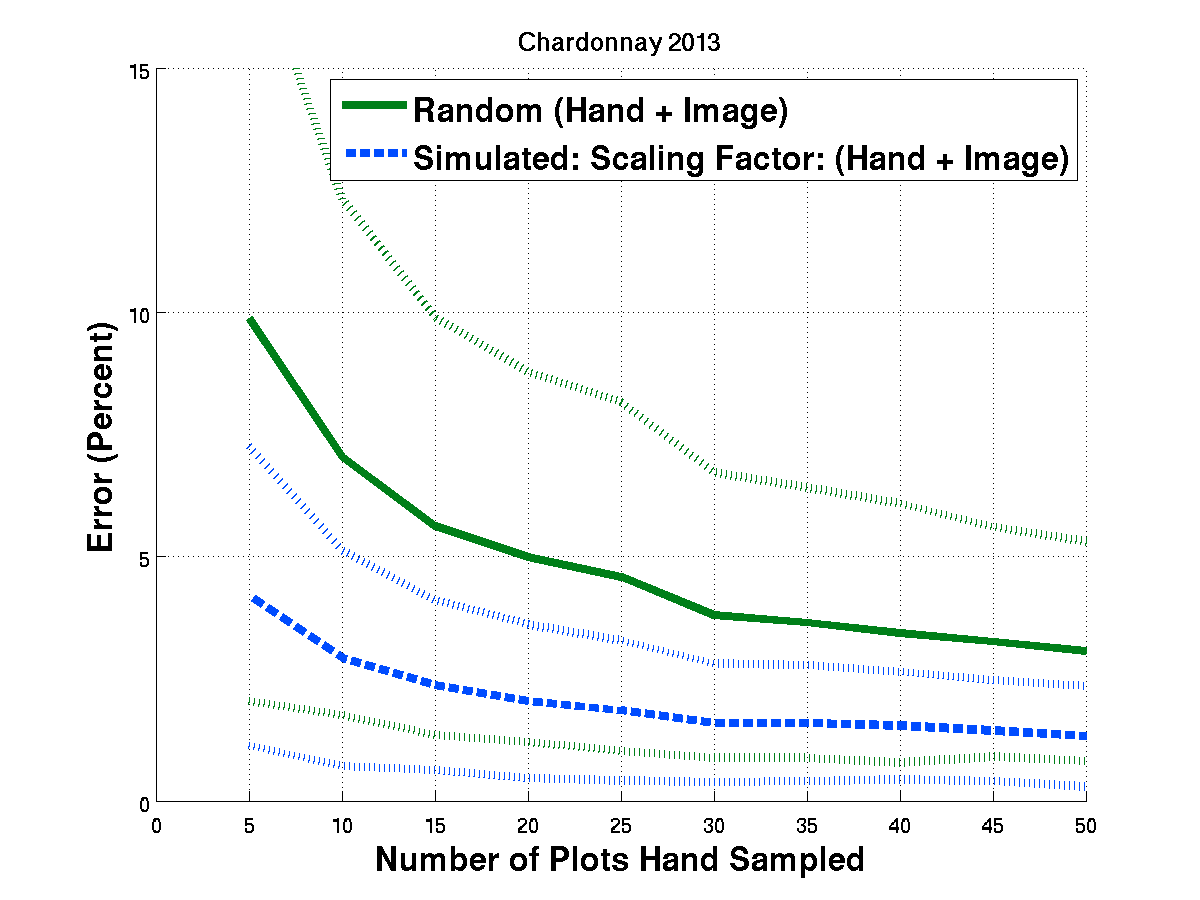 Chardonnay 2013
Random (Hand + Image)
Simulated: Scaling Factor: (Hand + Image)
Error (Percent)
15
10
5
0
0 5 10 15 20 25 30 35 40 45 50
Number of Plots Hand Sampled